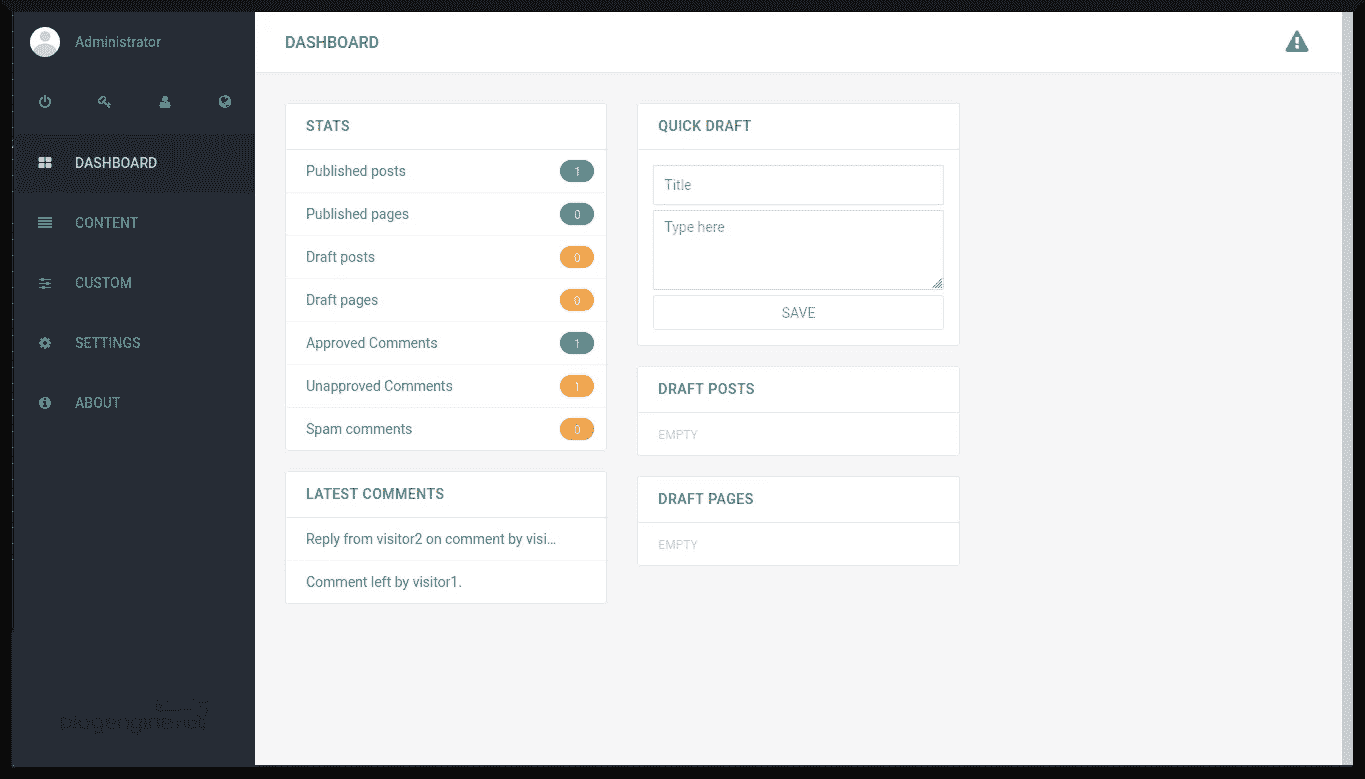 Administrator
DASHBOARD
CONTENT
CUSTOM
SETTINGS
ABOUT
DASHBOARD
STATS
Published posts 1
Published pages 0
Draft posts 0
Draft pages 0
Approved Comments 1
Unapproved Comments 1
Spam comments 0
LATEST COMMENTS
Reply from visitor2 on comment by visi...
Comment left by visitor1.
QUICK DRAFT
Title
Type here
SAVE
DRAFT POSTS
EMPTY
DRAFT PAGES
EMPTY